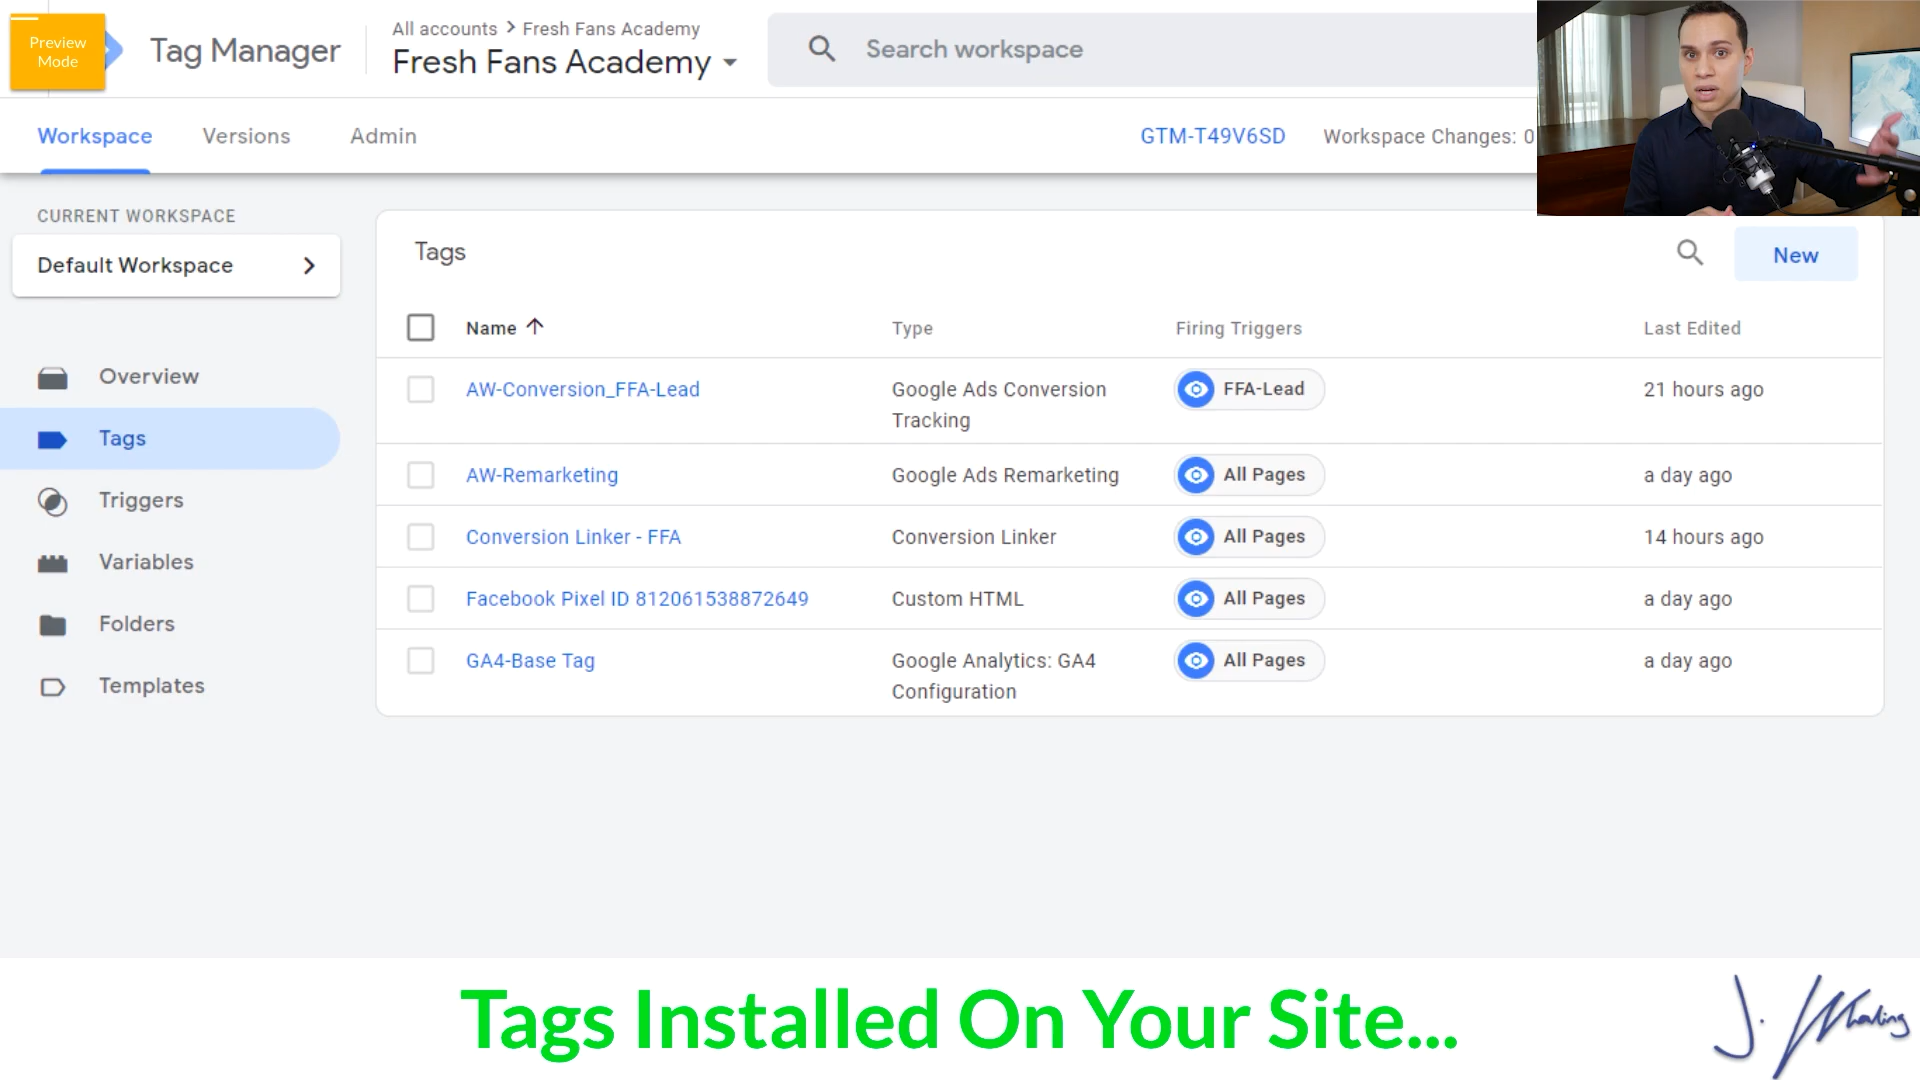 Preview
Mode
Tag Manager
All accounts > Fresh Fans Academy
Fresh Fans Academy
Search workspace
Workspace
Versions
Admin
GTM-T49V6SD
Workspace Changes: 0
CURRENT WORKSPACE
Default Workspace
Overview
Tags
Triggers
Variables
Folders
Templates
Tags
New
Name
Type
Firing Triggers
Last Edited
AW-Conversion_FFA-Lead
Google Ads Conversion
Tracking
FFA-Lead
21 hours ago
AW-Remarketing
Google Ads Remarketing
All Pages
a day ago
Conversion Linker - FFA
Conversion Linker
All Pages
14 hours ago
Facebook Pixel ID 812061538872649
Custom HTML
All Pages
a day ago
GA4-Base Tag
Google Analytics: GA4
Configuration
All Pages
a day ago
Tags Installed On Your Site...